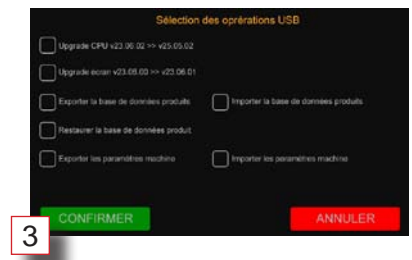 Sélection des oprérations USB
Upgrade CPU v23.06.02 >> v25.05.02
Upgrade écran v23.06.00 >> v23.06.01
Exporter la base de données produits
Importer la base de données produits
Restaurer la base de données produit
Exporter les paramètres machine
Importer les paramètres machine
CONFIRMER
ANNULER
3